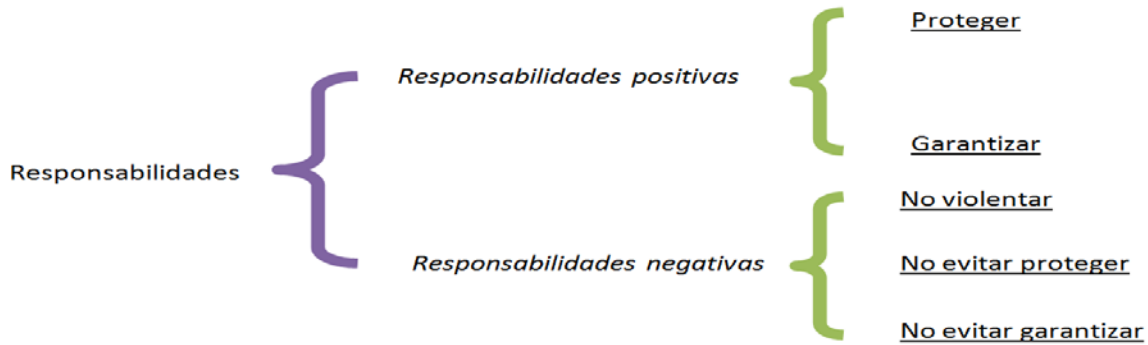 Responsabilidades
Responsabilidades positivas
Proteger
Garantizar
Responsabilidades negativas
No violentar
No evitar proteger
No evitar garantizar